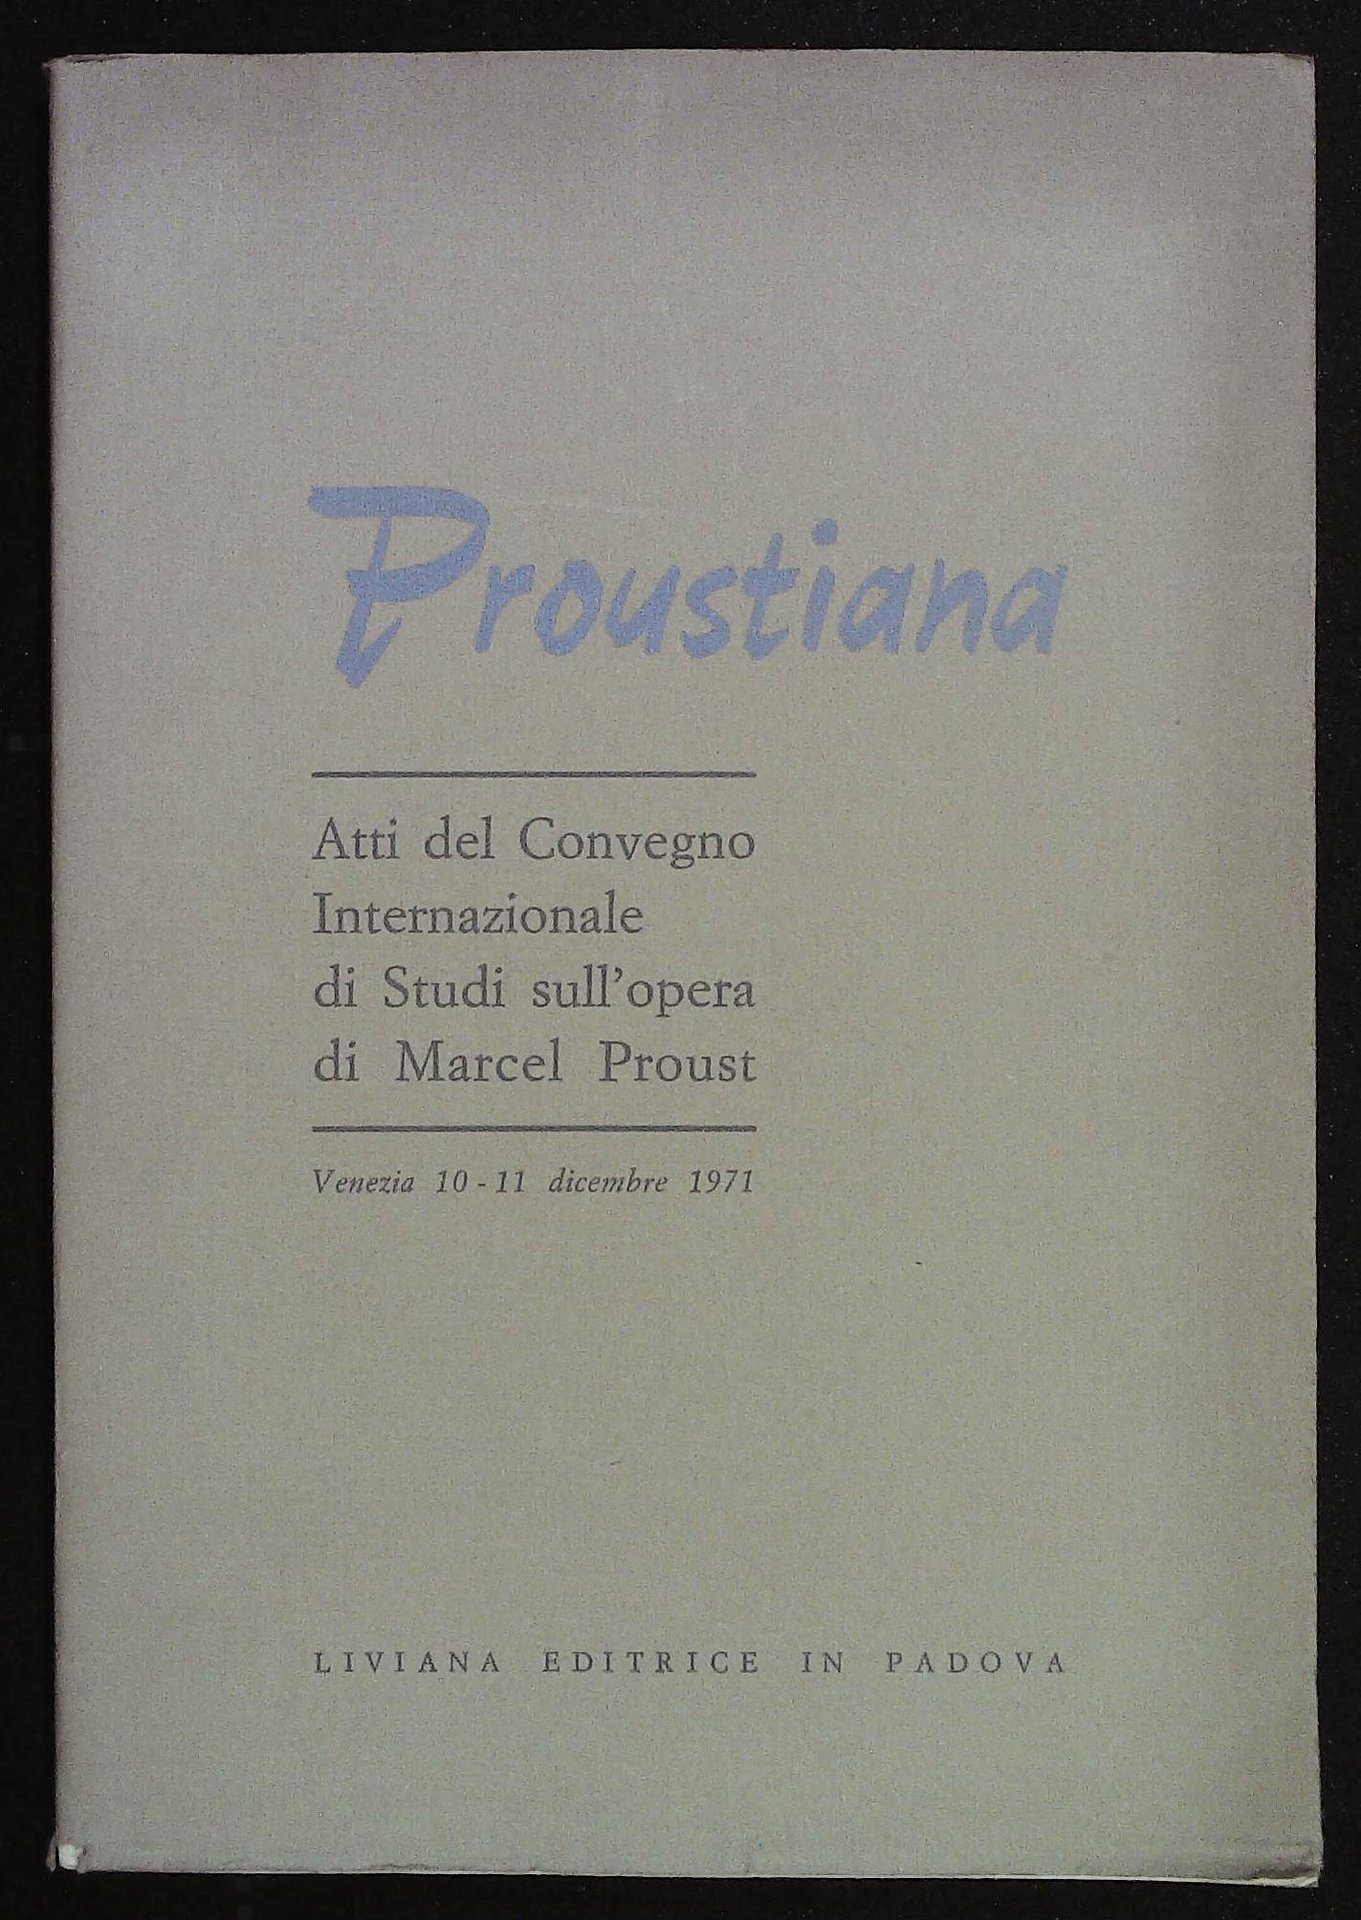 Proustiana
Atti del Convegno
Internazionale
di Studi sull'opera
di Marcel Proust
Venezia 10-11 dicembre 1971
LIVIANA EDITRICE IN PADOVA